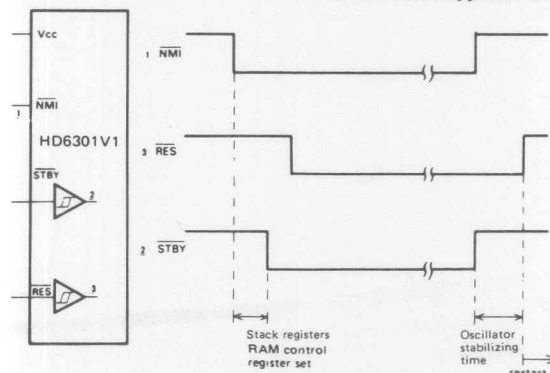 Vcc
NMI
1
HD6301V1
STBY
2
RES
3
1 NMI
3 RES
2 STBY
Stack registers
RAM control
register set
Oscillator
stabilizing
time
restart